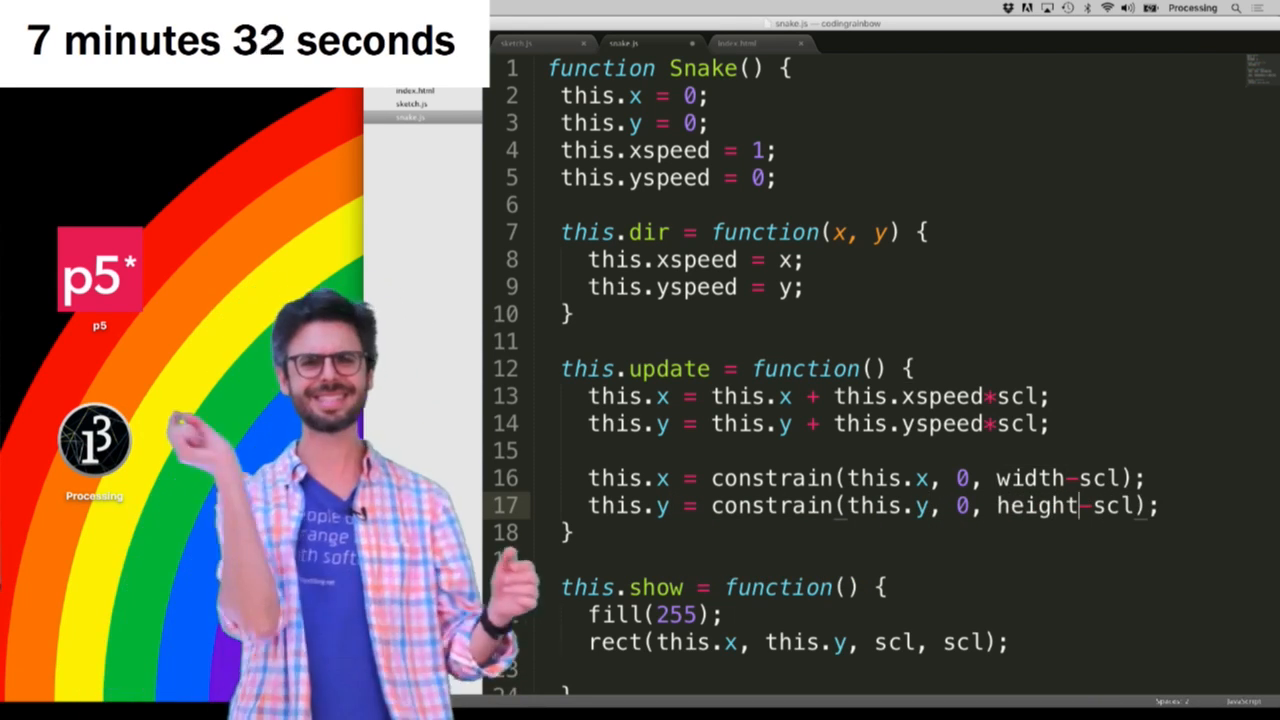 7 minutes 32 seconds
Processing
snake.js — codingrainbow
sketch.js
snake.js
index.html
index.html
sketch.js
snake.js
p5*
p5
Processing
1 function Snake() {
2 this.x = 0;
3 this.y = 0;
4 this.xspeed = 1;
5 this.yspeed = 0;
6
7 this.dir = function(x, y) {
8 this.xspeed = x;
9 this.yspeed = y;
10 }
11
12 this.update = function() {
13 this.x = this.x + this.xspeed*scl;
14 this.y = this.y + this.yspeed*scl;
15
16 this.x = constrain(this.x, 0, width-scl);
17 this.y = constrain(this.y, 0, height-scl);
18 }
this.show = function() {
fill(255);
rect(this.x, this.y, scl, scl);
23
24 }
Spaces: 2
JavaScript